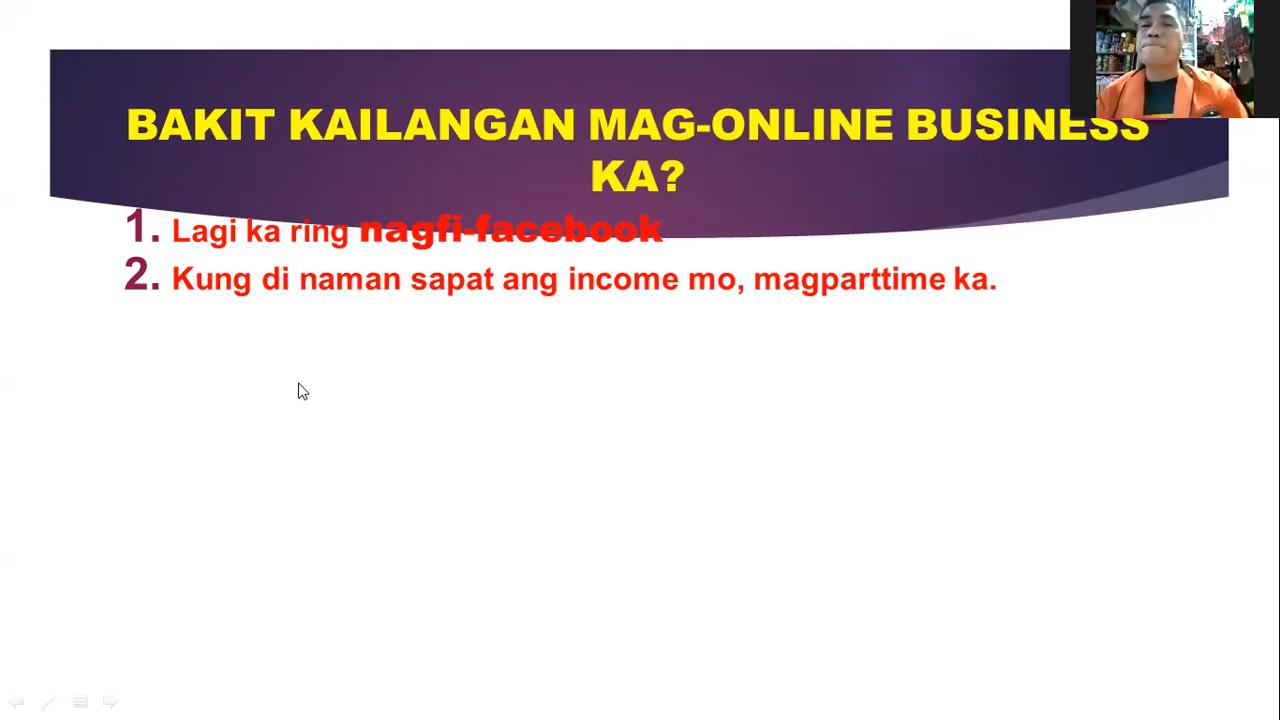 BAKIT KAILANGAN MAG-ONLINE BUSINESS
KA?
1. Lagi ka ring nagfi-facebook
2. Kung di naman sapat ang income mo, magparttime ka.